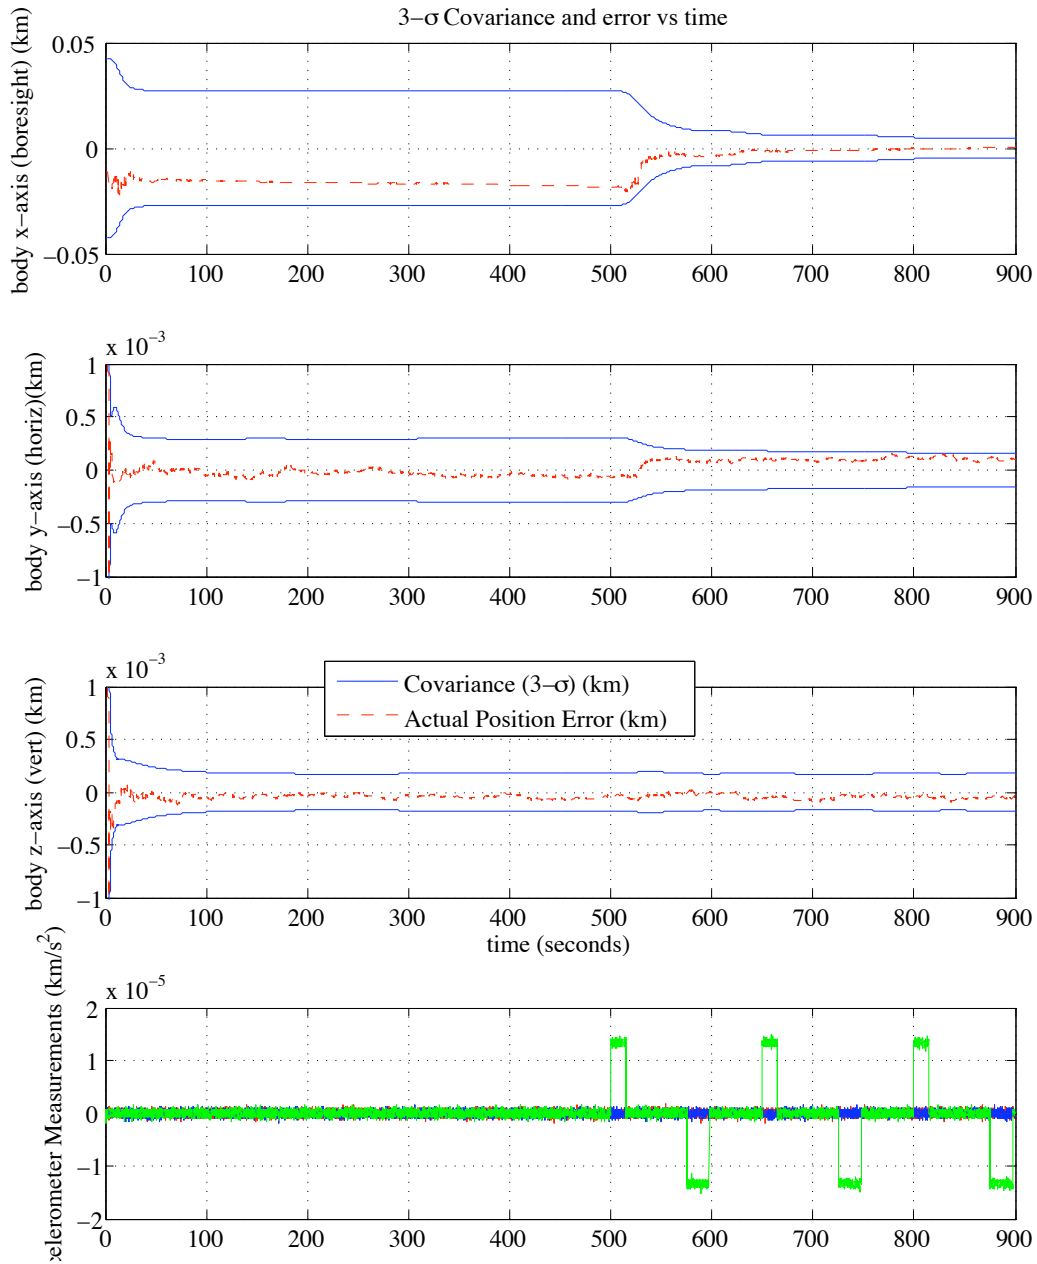 3–σ Covariance and error vs time
body x–axis (boresight) (km)
0.05
0
–0.05
0 100 200 300 400 500 600 700 800 900
x 10⁻³
body y–axis (horiz)(km)
1
0.5
0
–0.5
–1
0 100 200 300 400 500 600 700 800 900
x 10⁻³
body z–axis (vert) (km)
1
0.5
0
–0.5
–1
Covariance (3–σ) (km)
Actual Position Error (km)
0 100 200 300 400 500 600 700 800 900
time (seconds)
x 10⁻⁵
celerometer Measurements (km/s²)
2
1
0
–1
–2
0 100 200 300 400 500 600 700 800 900